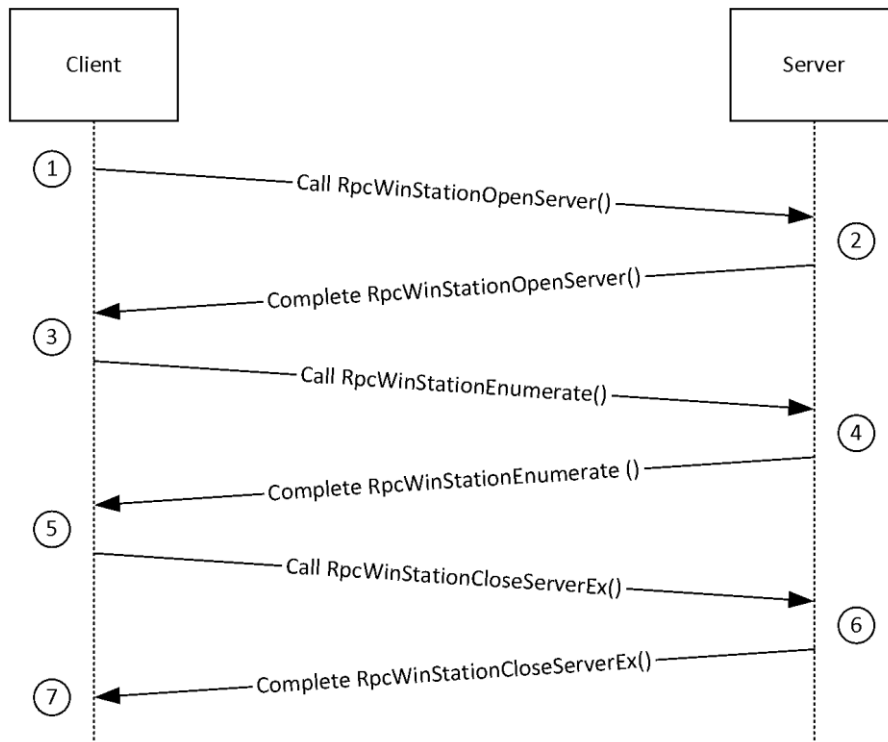 Client
Server
1
Call RpcWinStationOpenServer()
2
Complete RpcWinStationOpenServer()
3
Call RpcWinStationEnumerate()
4
Complete RpcWinStationEnumerate ()
5
Call RpcWinStationCloseServerEx()
6
Complete RpcWinStationCloseServerEx()
7